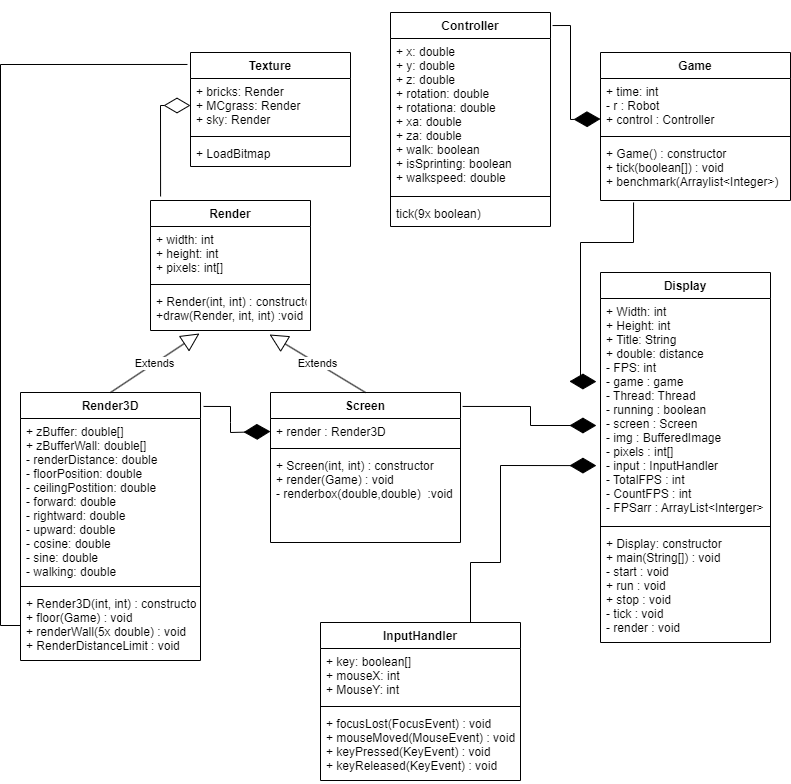 Controller
+ x: double
+ y: double
+ z: double
+ rotation: double
+ rotationa: double
+ xa: double
+ za: double
+ walk: boolean
+ isSprinting: boolean
+ walkspeed: double
tick(9x boolean)
Texture
+ bricks: Render
+ MCgrass: Render
+ sky: Render
+ LoadBitmap
Game
+ time: int
- r : Robot
+ control : Controller
+ Game() : constructor
+ tick(boolean[]) : void
+ benchmark(Arraylist<Integer>)
Render
+ width: int
+ height: int
+ pixels: int[]
+ Render(int, int) : constructo
+draw(Render, int, int) :void
Display
+ Width: int
+ Height: int
+ Title: String
+ double: distance
- FPS: int
- game : game
- Thread: Thread
- running : boolean
- screen : Screen
- img : BufferedImage
- pixels : int[]
- input : InputHandler
- TotalFPS : int
- CountFPS : int
- FPSarr : ArrayList<Interger>
+ Display: constructor
+ main(String[]) : void
- start : void
+ run : void
+ stop : void
- tick : void
- render : void
Extends
Extends
Render3D
+ zBuffer: double[]
+ zBufferWall: double[]
- renderDistance: double
- floorPosition: double
- ceilingPostition: double
- forward: double
- rightward: double
- upward: double
- cosine: double
- sine: double
- walking: double
+ Render3D(int, int) : constructo
+ floor(Game) : void
+ renderWall(5x double) : void
+ RenderDistanceLimit : void
Screen
+ render : Render3D
+ Screen(int, int) : constructor
+ render(Game) : void
- renderbox(double,double) :void
InputHandler
+ key: boolean[]
+ mouseX: int
+ MouseY: int
+ focusLost(FocusEvent) : void
+ mouseMoved(MouseEvent) : void
+ keyPressed(KeyEvent) : void
+ keyReleased(KeyEvent) : void